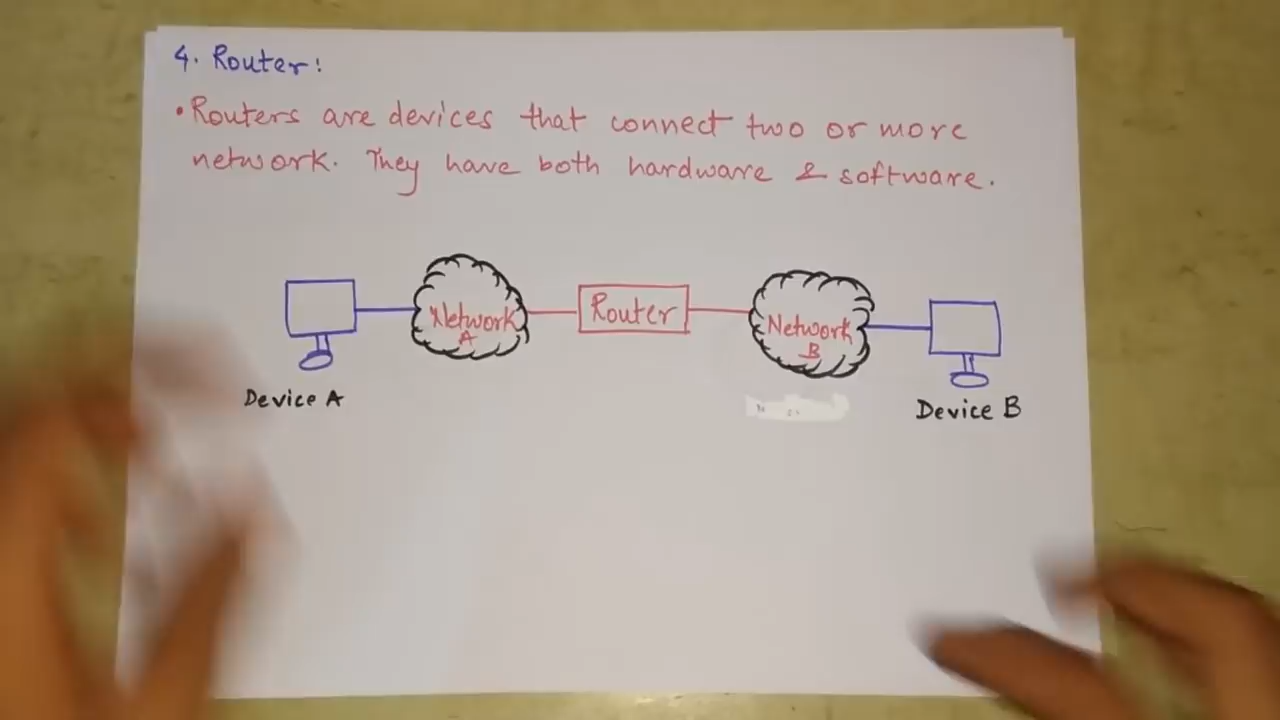 4. Router:
• Routers are devices that connect two or more
network. They have both hardware & software.
Network
A
Router
Network
B
Device A
Device B